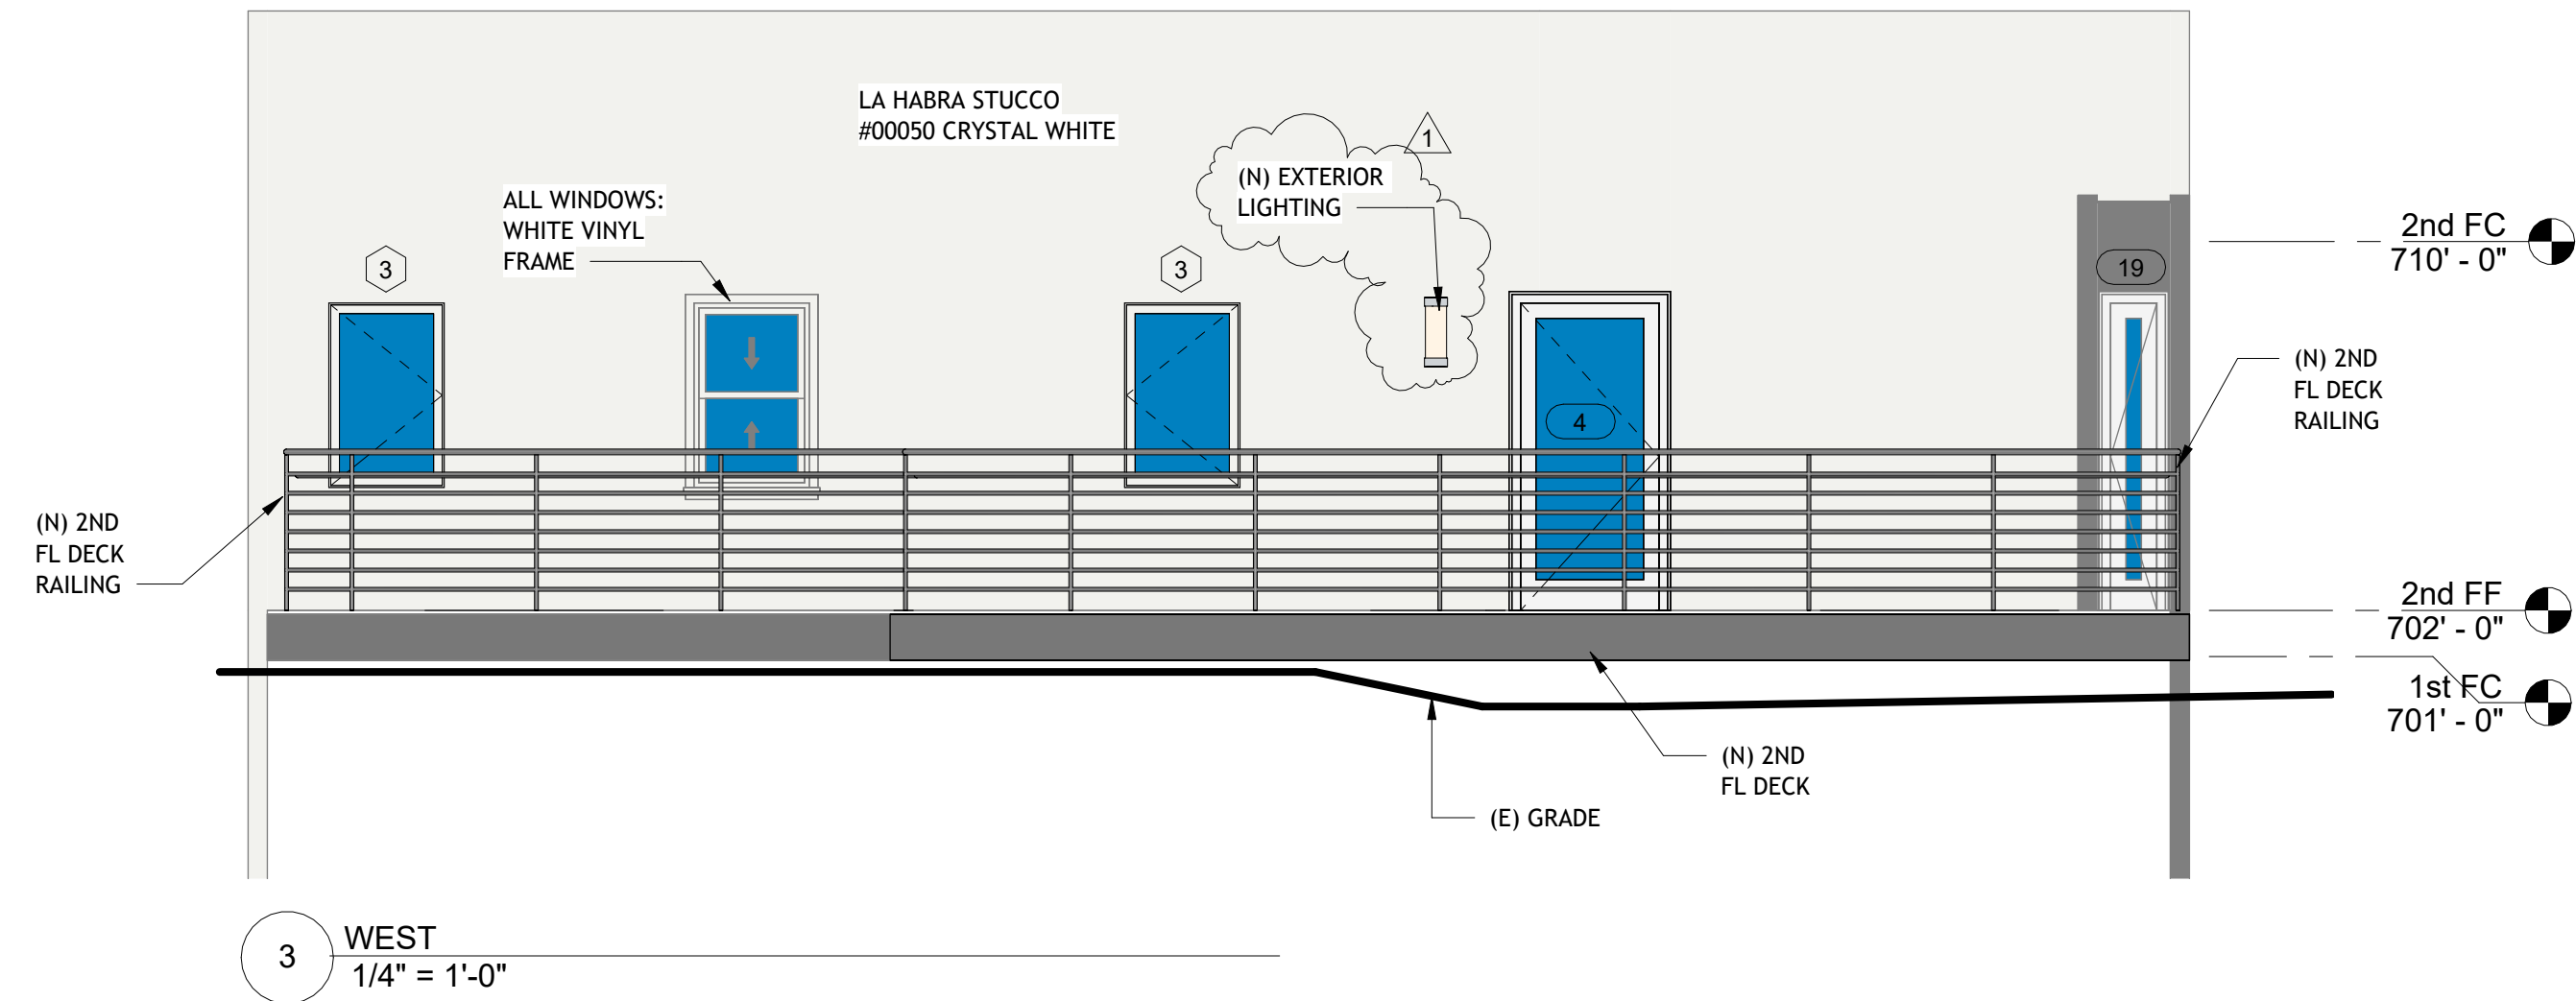 LA HABRA STUCCO
#00050 CRYSTAL WHITE
1
(N) EXTERIOR
LIGHTING
ALL WINDOWS:
WHITE VINYL
FRAME
3
3
2nd FC
710' - 0"
19
(N) 2ND
FL DECK
RAILING
4
(N) 2ND
FL DECK
RAILING
2nd FF
702' - 0"
1st FC
701' - 0"
(N) 2ND
FL DECK
(E) GRADE
3
WEST
1/4" = 1'-0"